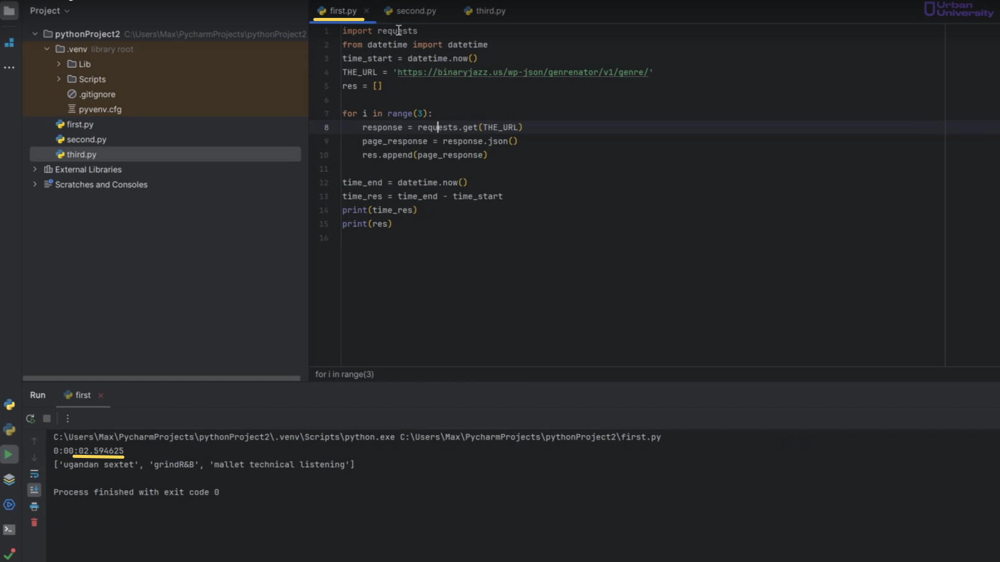 Project
first.py
second.py
third.py
Urban
University
pythonProject2 C:\Users\Max\PycharmProjects\pythonProject2
.venv library root
Lib
Scripts
.gitignore
pyvenv.cfg
first.py
second.py
third.py
External Libraries
Scratches and Consoles
1 import requests
2 from datetime import datetime
3 time_start = datetime.now()
4 THE_URL = 'https://binaryjazz.us/wp-json/genrenator/v1/genre/'
5 res = []
6
7 for i in range(3):
8     response = requests.get(THE_URL)
9     page_response = response.json()
10     res.append(page_response)
11
12 time_end = datetime.now()
13 time_res = time_end - time_start
14 print(time_res)
15 print(res)
16
for i in range(3)
Run
first
C:\Users\Max\PycharmProjects\pythonProject2\.venv\Scripts\python.exe C:\Users\Max\PycharmProjects\pythonProject2\first.py
0:00:02.594625
['ugandan sextet', 'grindR&B', 'mallet technical listening']
Process finished with exit code 0